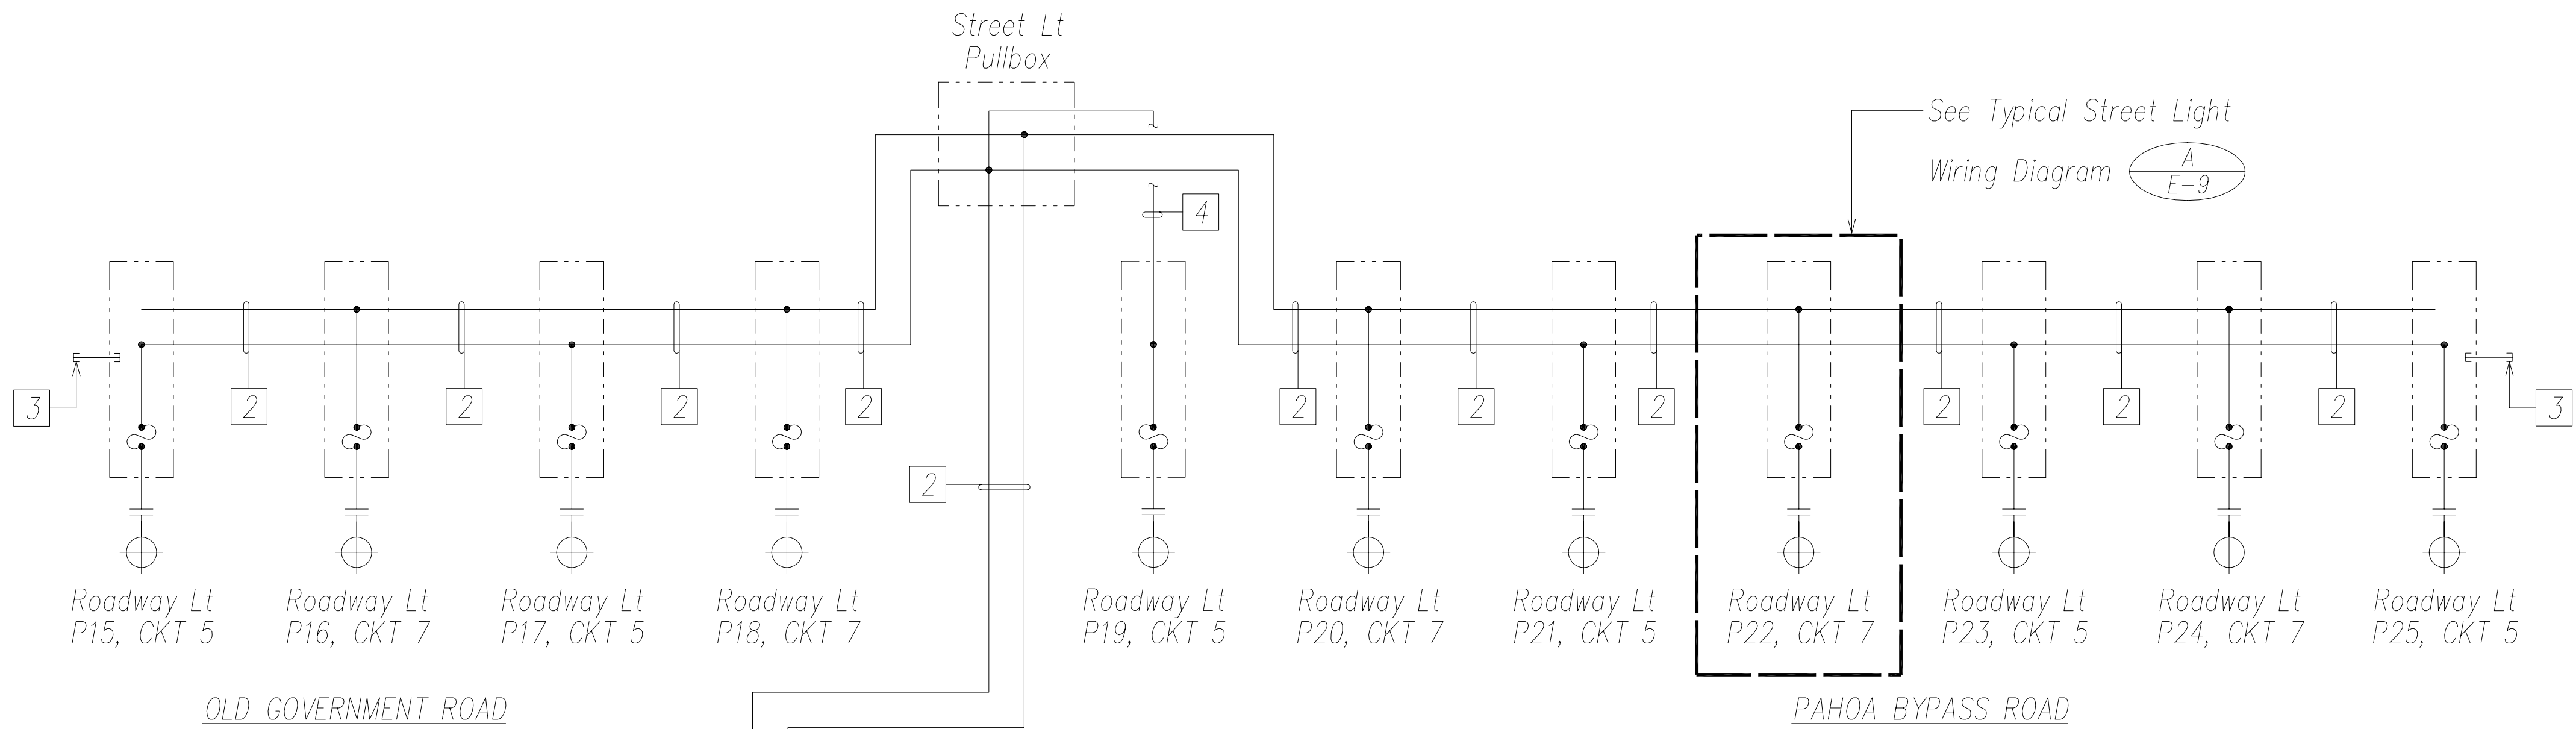 Street Lt
Pullbox
See Typical Street Light
Wiring Diagram
A
E-9
4
3
2
2
2
2
2
2
2
2
2
2
3
2
Roadway Lt
P15, CKT 5
Roadway Lt
P16, CKT 7
Roadway Lt
P17, CKT 5
Roadway Lt
P18, CKT 7
Roadway Lt
P19, CKT 5
Roadway Lt
P20, CKT 7
Roadway Lt
P21, CKT 5
Roadway Lt
P22, CKT 7
Roadway Lt
P23, CKT 5
Roadway Lt
P24, CKT 7
Roadway Lt
P25, CKT 5
OLD GOVERNMENT ROAD
PAHOA BYPASS ROAD